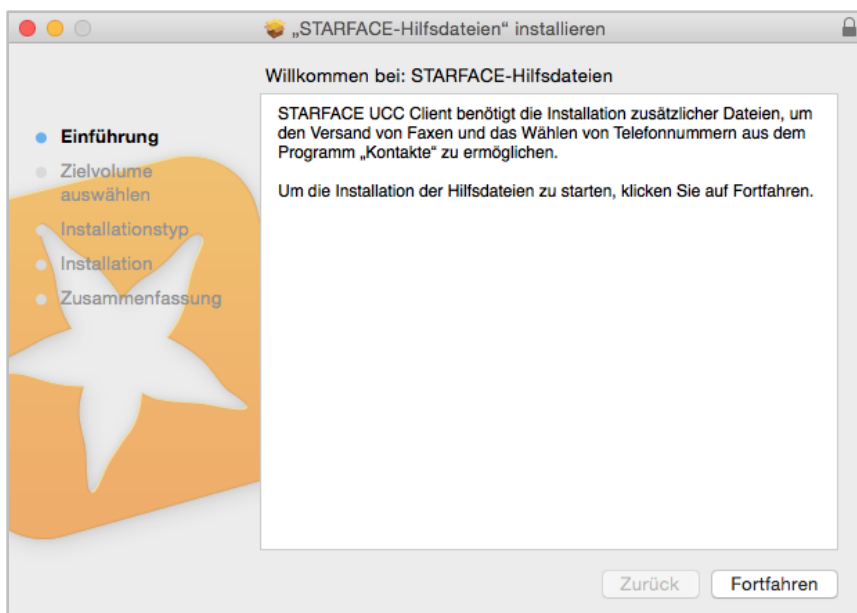 „STARFACE-Hilfsdateien“ installieren
Willkommen bei: STARFACE-Hilfsdateien
Einführung
Zielvolume
auswählen
Installationstyp
Installation
Zusammenfassung
STARFACE UCC Client benötigt die Installation zusätzlicher Dateien, um
den Versand von Faxen und das Wählen von Telefonnummern aus dem
Programm „Kontakte“ zu ermöglichen.
Um die Installation der Hilfsdateien zu starten, klicken Sie auf Fortfahren.
Zurück
Fortfahren